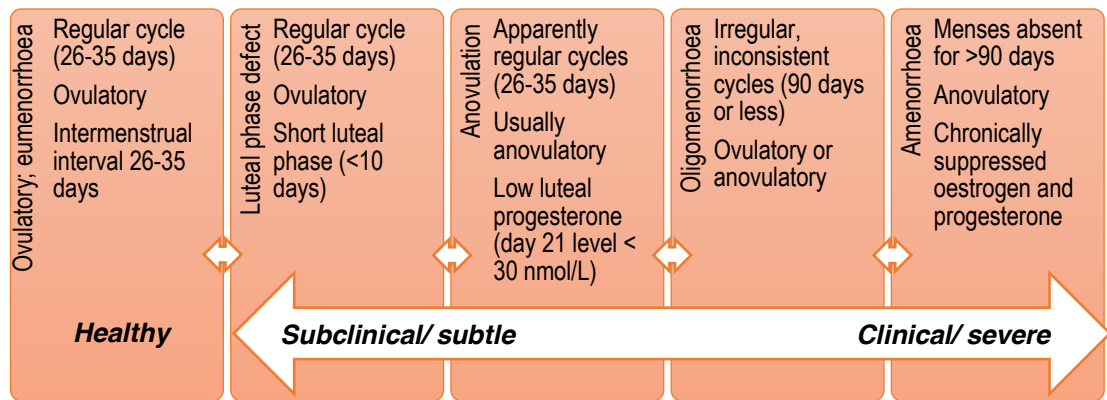 Ovulatory; eumenorrhoea
Regular cycle
(26-35 days)
Ovulatory
Intermenstrual
interval 26-35
days
Luteal phase defect
Regular cycle
(26-35 days)
Ovulatory
Short luteal
phase (<10
days)
Anovulation
Apparently
regular cycles
(26-35 days)
Usually
anovulatory
Low luteal
progesterone
(day 21 level <
30 nmol/L)
Oligomenorrhoea
Irregular,
inconsistent
cycles (90 days
or less)
Ovulatory or
anovulatory
Amenorrhoea
Menses absent
for >90 days
Anovulatory
Chronically
suppressed
oestrogen and
progesterone
Healthy
Subclinical/ subtle
Clinical/ severe